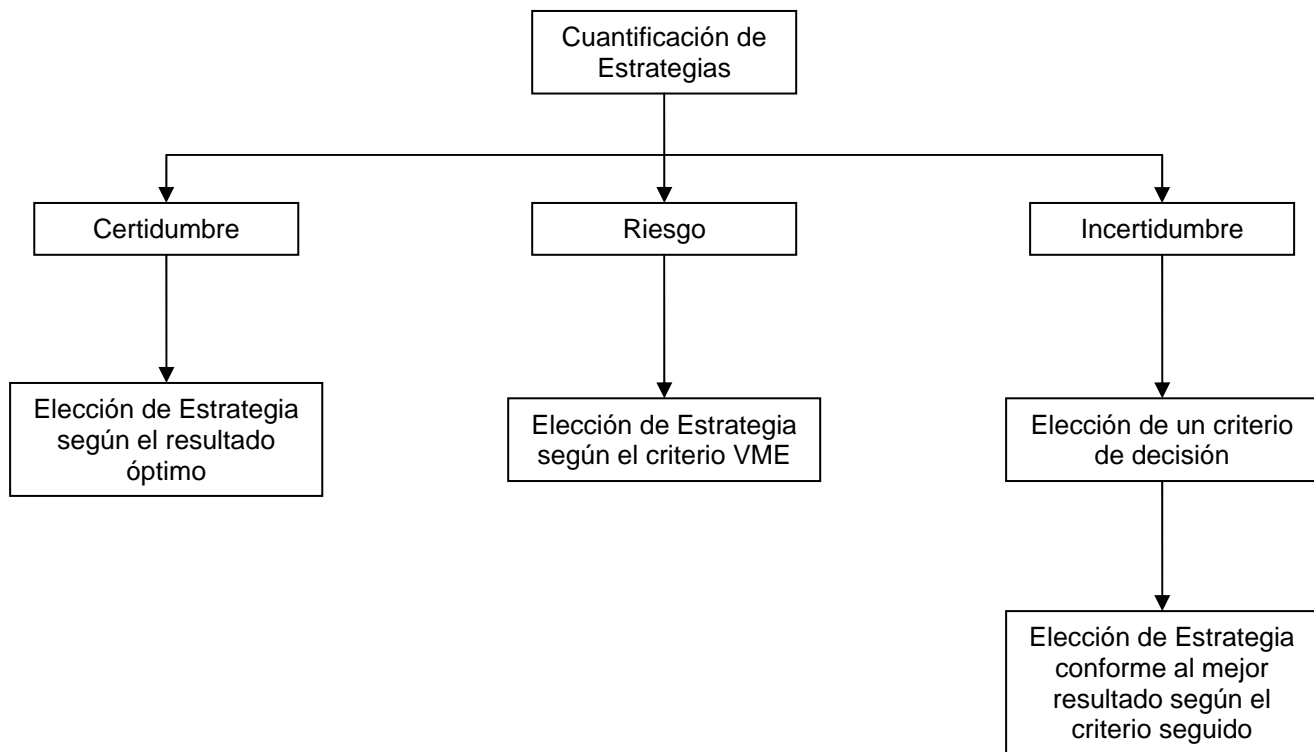 Cuantificación de
Estrategias
Certidumbre
Riesgo
Incertidumbre
Elección de Estrategia
según el resultado
óptimo
Elección de Estrategia
según el criterio VME
Elección de un criterio
de decisión
Elección de Estrategia
conforme al mejor
resultado según el
criterio seguido